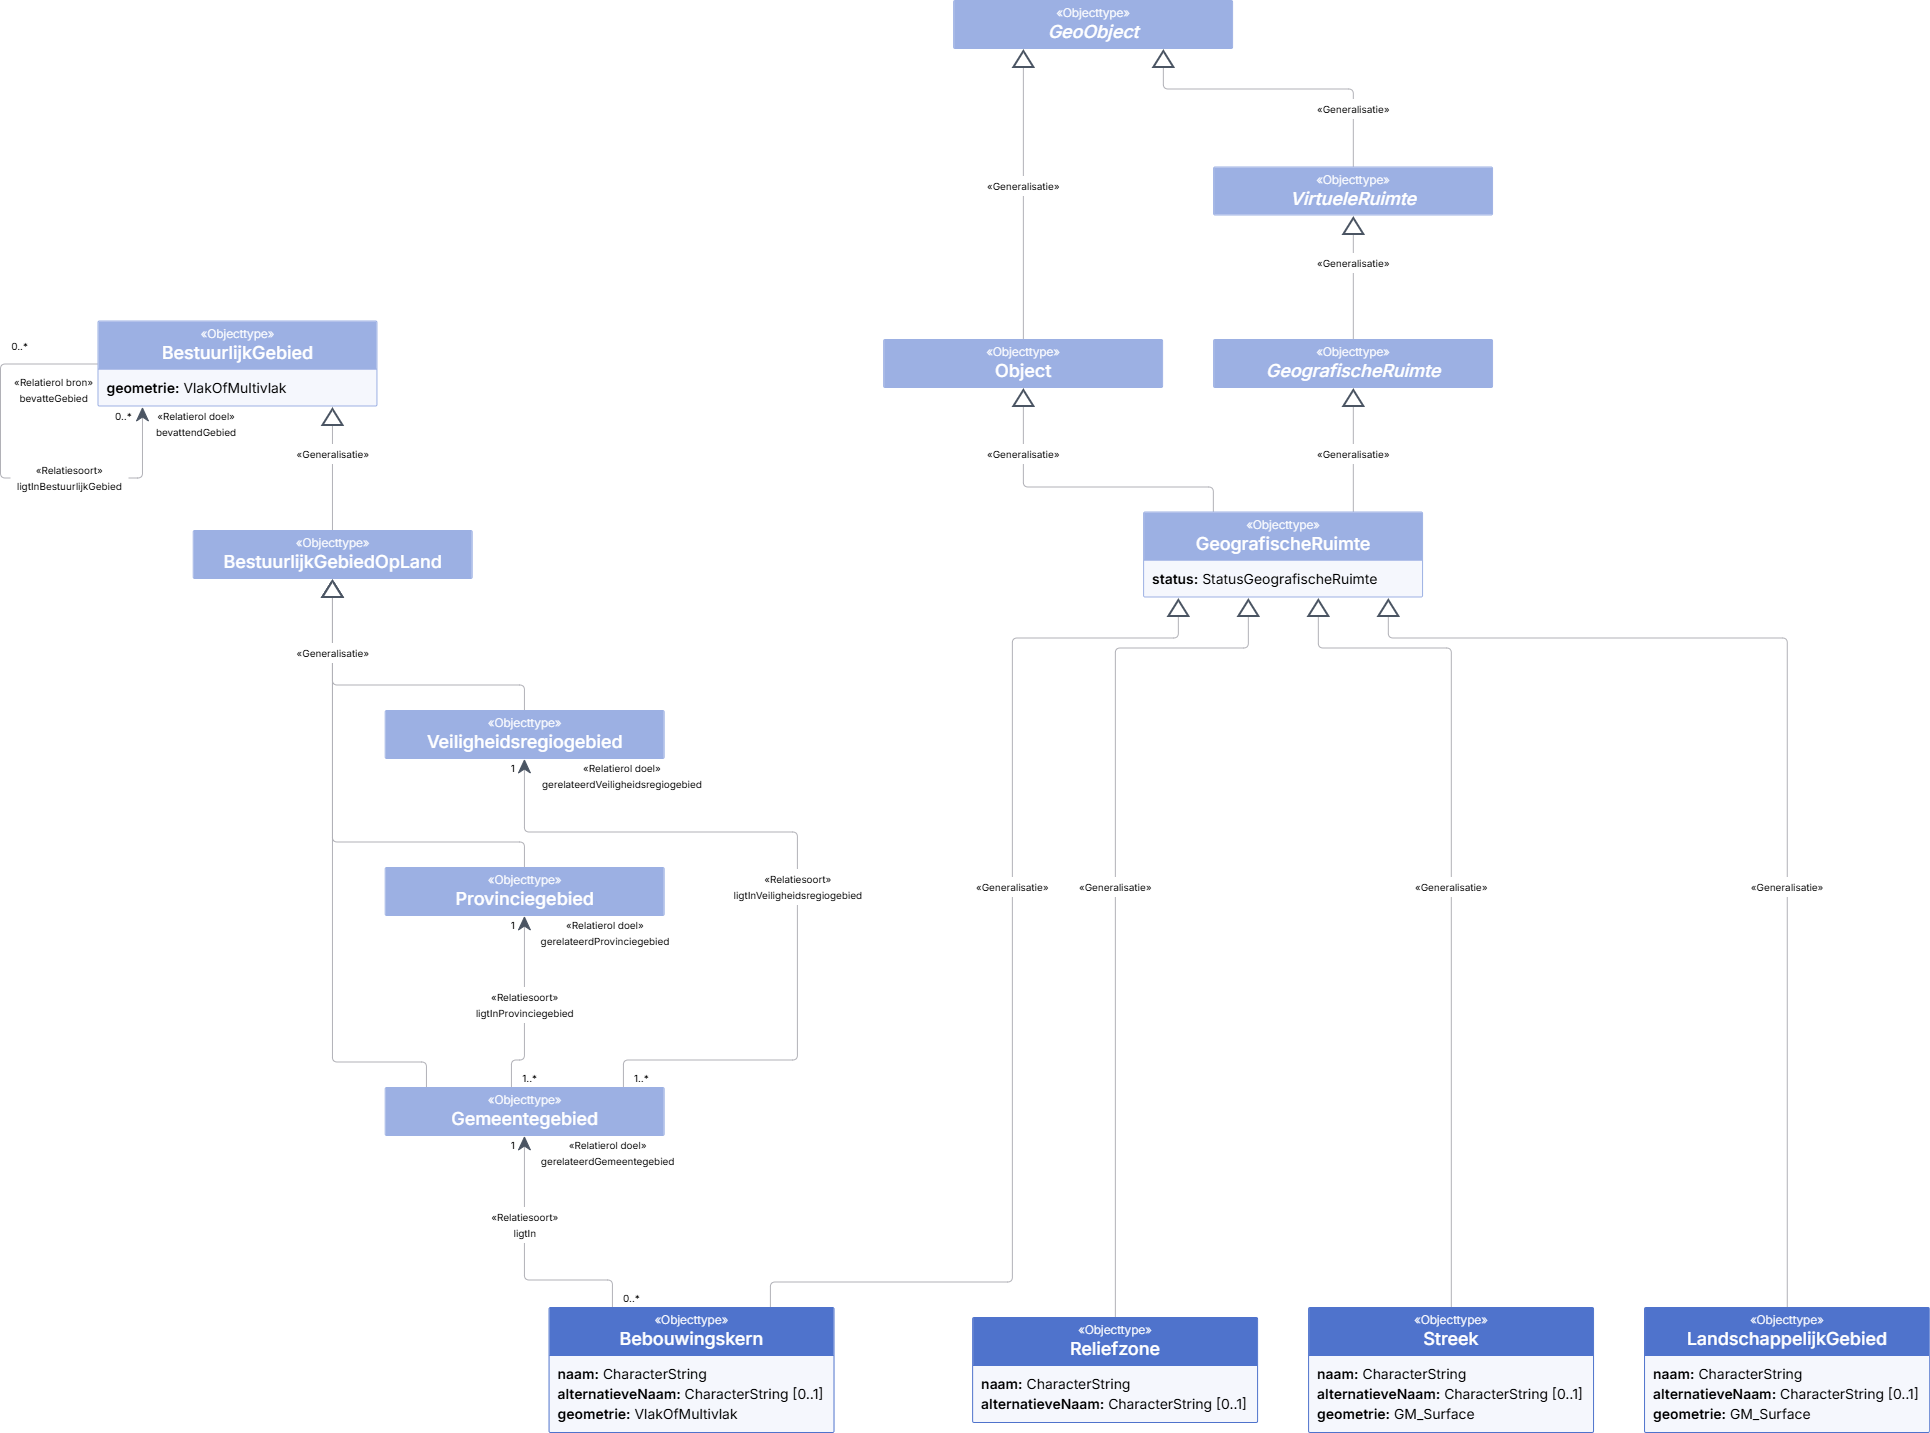 «Objecttype»
GeoObject
«Generalisatie»
«Objecttype»
VirtueleRuimte
«Generalisatie»
«Generalisatie»
«Objecttype»
BestuurlijkGebied
geometrie: VlakOfMultivlak
0..*
«Relatierol bron»
bevatteGebied
0..*
«Relatierol doel»
bevattendGebied
«Relatiesoort»
ligtInBestuurlijkGebied
«Generalisatie»
«Objecttype»
Object
«Objecttype»
GeografischeRuimte
«Generalisatie»
«Generalisatie»
«Objecttype»
BestuurlijkGebiedOpLand
«Objecttype»
GeografischeRuimte
status: StatusGeografischeRuimte
«Generalisatie»
«Objecttype»
Veiligheidsregiogebied
1
«Relatierol doel»
gerelateerdVeiligheidsregiogebied
«Objecttype»
Provinciegebied
1
«Relatierol doel»
gerelateerdProvinciegebied
«Relatiesoort»
ligtInVeiligheidsregiogebied
«Generalisatie»
«Generalisatie»
«Generalisatie»
«Generalisatie»
«Relatiesoort»
ligtInProvinciegebied
1..*
1..*
«Objecttype»
Gemeentegebied
1
«Relatierol doel»
gerelateerdGemeentegebied
«Relatiesoort»
ligtIn
0..*
«Objecttype»
Bebouwingskern
naam: CharacterString
alternatieveNaam: CharacterString [0..1]
geometrie: VlakOfMultivlak
«Objecttype»
Reliefzone
naam: CharacterString
alternatieveNaam: CharacterString [0..1]
«Objecttype»
Streek
naam: CharacterString
alternatieveNaam: CharacterString [0..1]
geometrie: GM_Surface
«Objecttype»
LandschappelijkGebied
naam: CharacterString
alternatieveNaam: CharacterString [0..1]
geometrie: GM_Surface